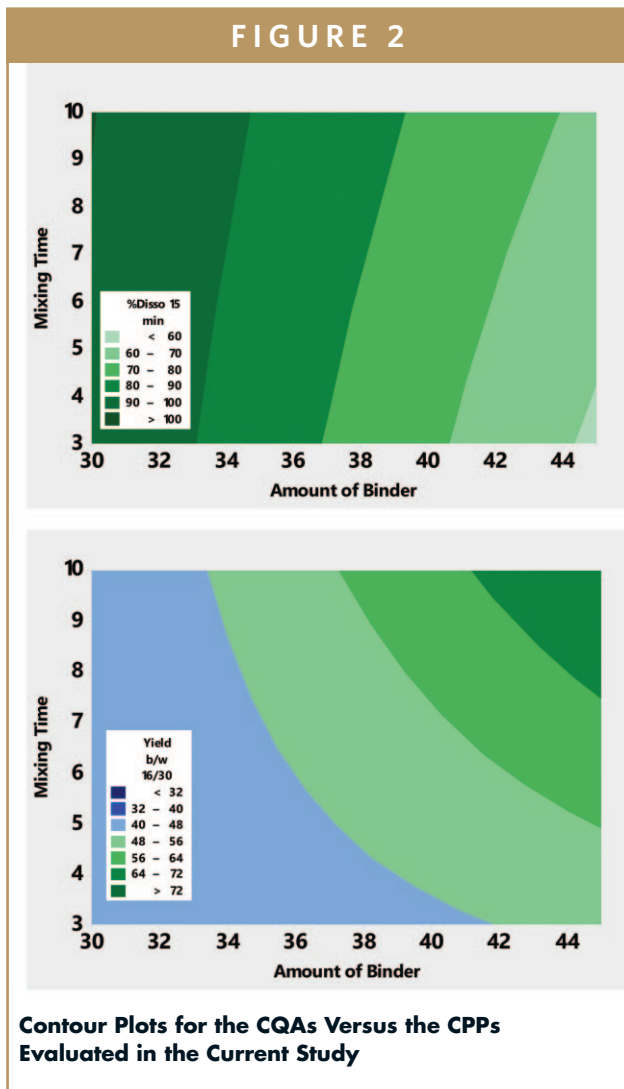 FIGURE 2
10
9
8
7
6
5
4
3
Mixing Time
%Disso 15
min
< 60
60 – 70
70 – 80
80 – 90
90 – 100
> 100
30 32 34 36 38 40 42 44
Amount of Binder
10
9
8
7
6
5
4
3
Mixing Time
Yield
b/w
16/30
< 32
32 – 40
40 – 48
48 – 56
56 – 64
64 – 72
> 72
30 32 34 36 38 40 42 44
Amount of Binder
Contour Plots for the CQAs Versus the CPPs
Evaluated in the Current Study